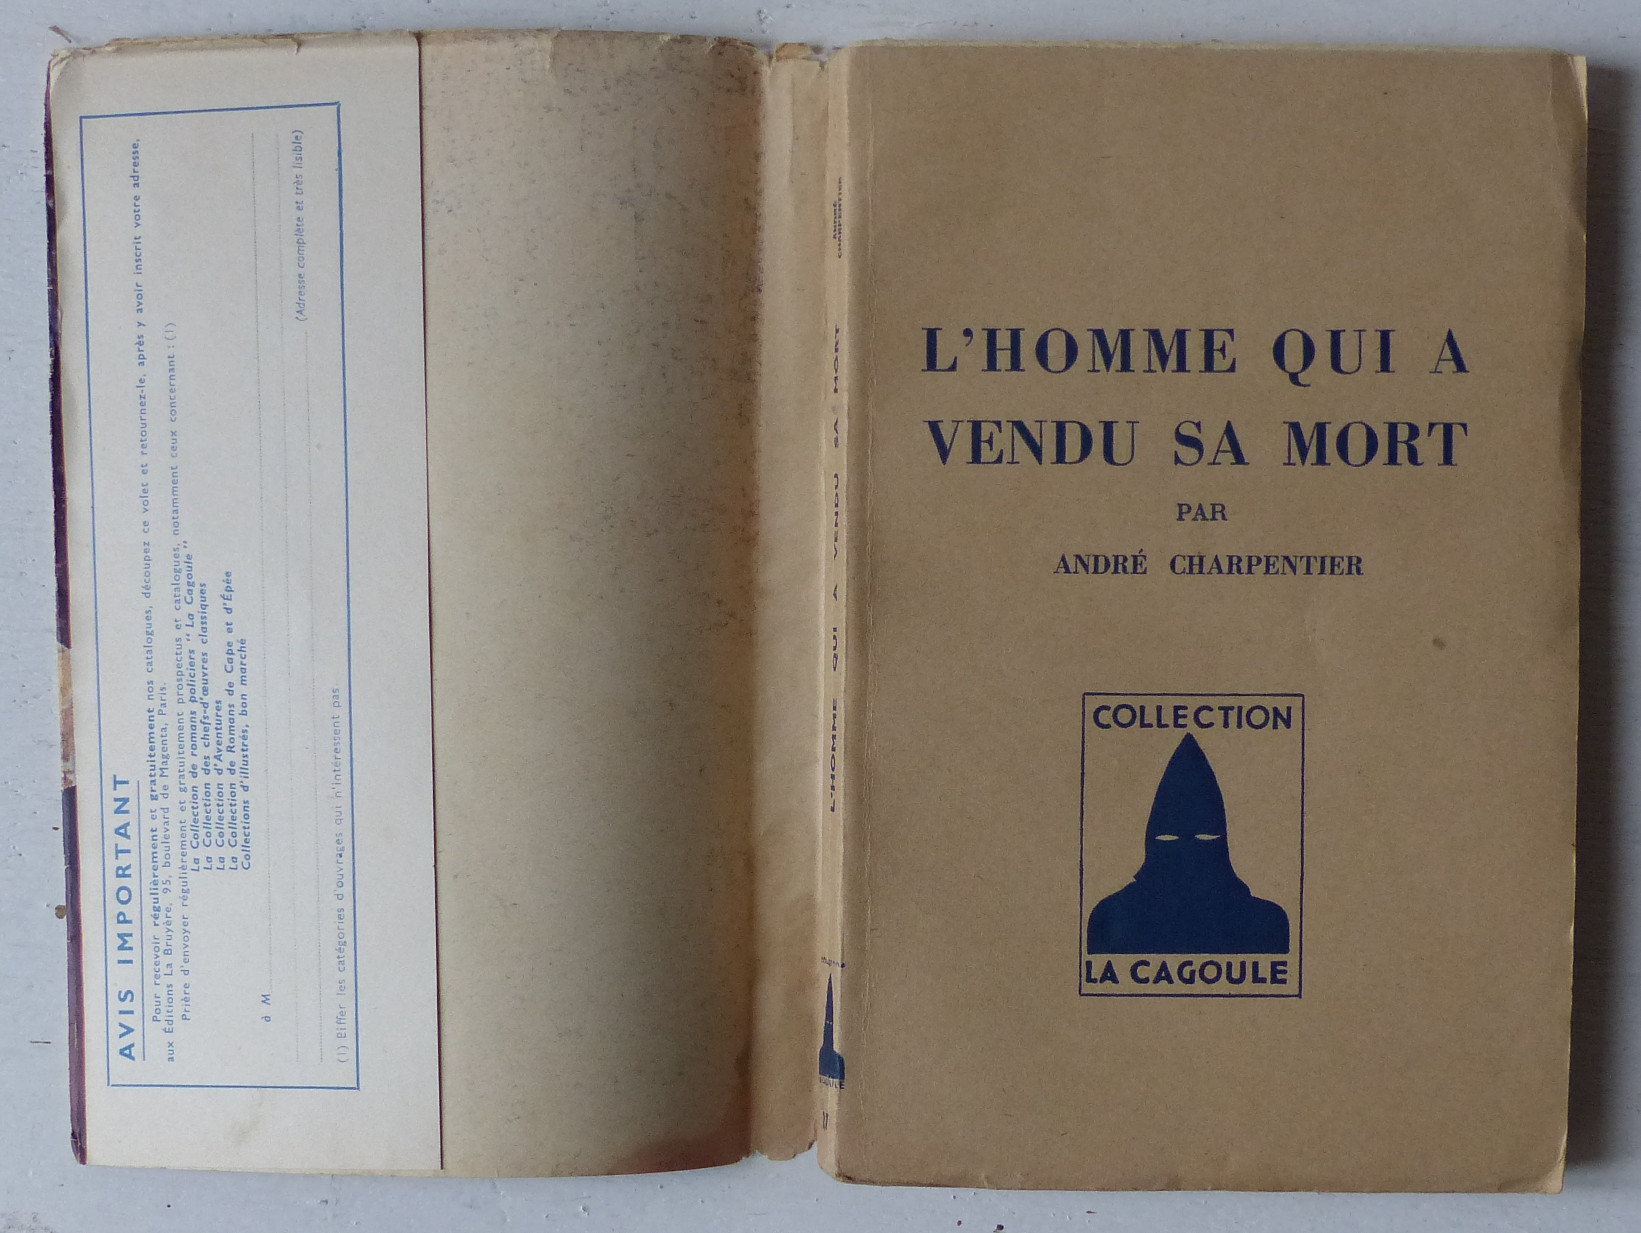 AVIS IMPORTANT
Pour recevoir régulièrement et gratuitement nos catalogues, découpez ce volet et retournez-le, après y avoir inscrit votre adresse,
aux Éditions La Bruyère, 95, boulevard de Magenta, Paris.
Prière d'envoyer régulièrement et gratuitement prospectus et catalogues, notamment ceux concernant : (1)
La Collection de romans policiers “ La Cagoule ”
La Collection des chefs-d'œuvres classiques
La Collection d'Aventures
La Collection de Romans de Cape et d'Épée
Collections d'illustrés, bon marché
à M
(Adresse complète et très lisible)
(1) Biffer les catégories d'ouvrages qui n'intéressent pas
L'HOMME QUI A VENDU SA MORT
ANDRÉ
CHARPENTIER
L'HOMME QUI A
VENDU SA MORT
PAR
ANDRÉ CHARPENTIER
COLLECTION
LA CAGOULE